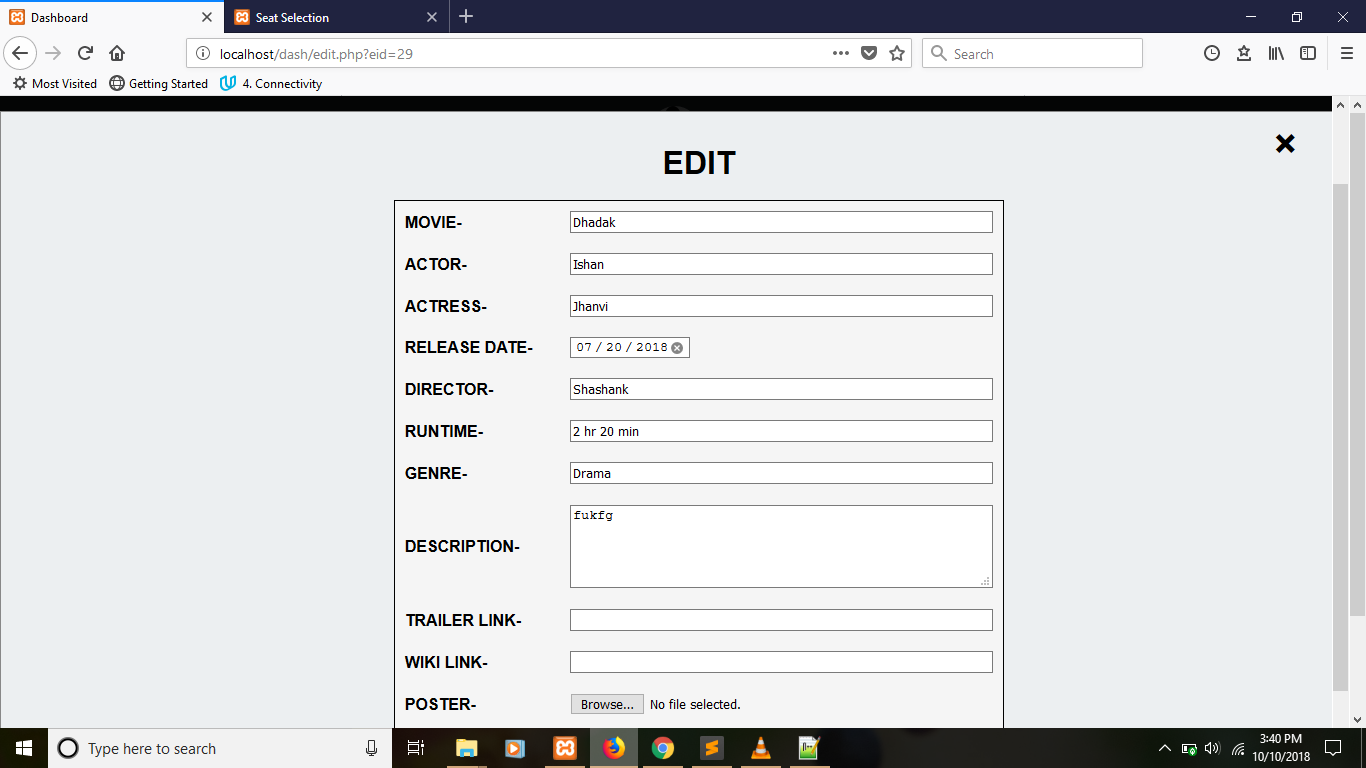 Dashboard
Seat Selection
localhost/dash/edit.php?eid=29
Search
Most Visited
Getting Started
4. Connectivity
EDIT
MOVIE- Dhadak
ACTOR- Ishan
ACTRESS- Jhanvi
RELEASE DATE- 07 / 20 / 2018
DIRECTOR- Shashank
RUNTIME- 2 hr 20 min
GENRE- Drama
DESCRIPTION- fukfg
TRAILER LINK-
WIKI LINK-
POSTER- Browse... No file selected.
Type here to search
3:40 PM
10/10/2018